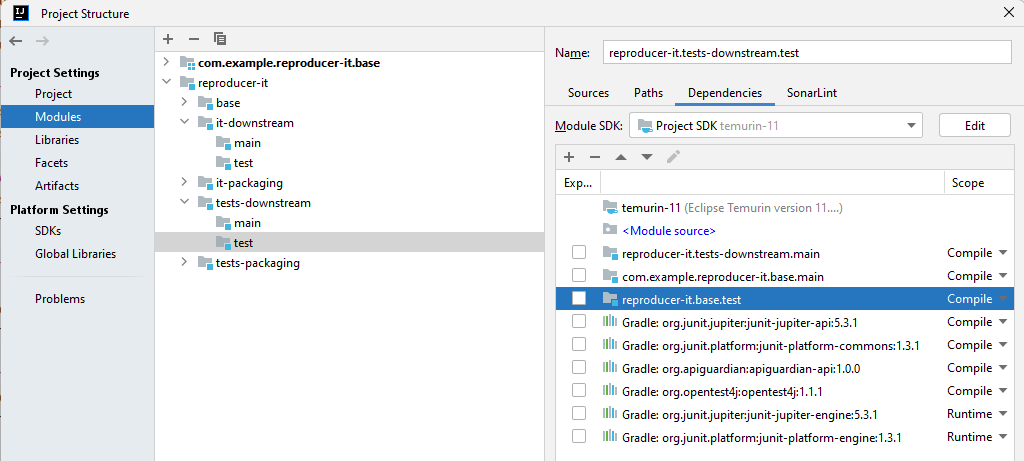 Project Structure
Project Settings
Project
Modules
Libraries
Facets
Artifacts
Platform Settings
SDKs
Global Libraries
Problems
com.example.reproducer-it.base
reproducer-it
base
it-downstream
main
test
it-packaging
tests-downstream
main
test
tests-packaging
Name: reproducer-it.tests-downstream.test
Sources Paths Dependencies SonarLint
Module SDK: Project SDK temurin-11 Edit
Exp... Scope
temurin-11 (Eclipse Temurin version 11....)
<Module source>
reproducer-it.tests-downstream.main Compile
com.example.reproducer-it.base.main Compile
reproducer-it.base.test Compile
Gradle: org.junit.jupiter:junit-jupiter-api:5.3.1 Compile
Gradle: org.junit.platform:junit-platform-commons:1.3.1 Compile
Gradle: org.apiguardian:apiguardian-api:1.0.0 Compile
Gradle: org.opentest4j:opentest4j:1.1.1 Compile
Gradle: org.junit.jupiter:junit-jupiter-engine:5.3.1 Runtime
Gradle: org.junit.platform:junit-platform-engine:1.3.1 Runtime